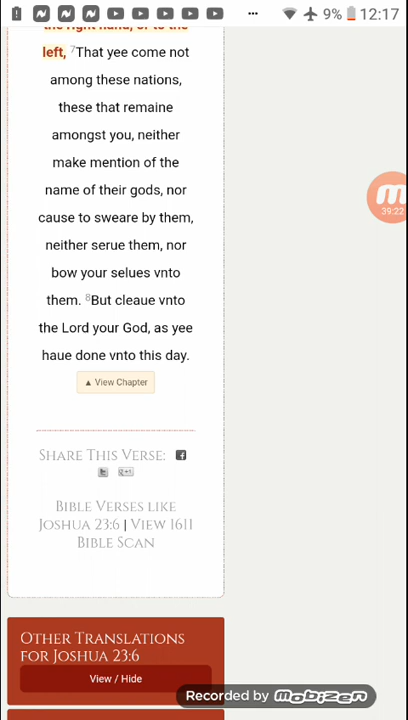 9% 12:17
the right hand, or to the
left, 7That yee come not
among these nations,
these that remaine
amongst you, neither
make mention of the
name of their gods, nor
cause to sweare by them,
neither serue them, nor
bow your selues vnto
them. 8But cleaue vnto
the Lord your God, as yee
haue done vnto this day.
▲ View Chapter
39:22
Share This Verse: f
t g+1
Bible Verses like
Joshua 23:6 | View 1611
Bible Scan
Other Translations
for Joshua 23:6
View / Hide
Recorded by mobizen